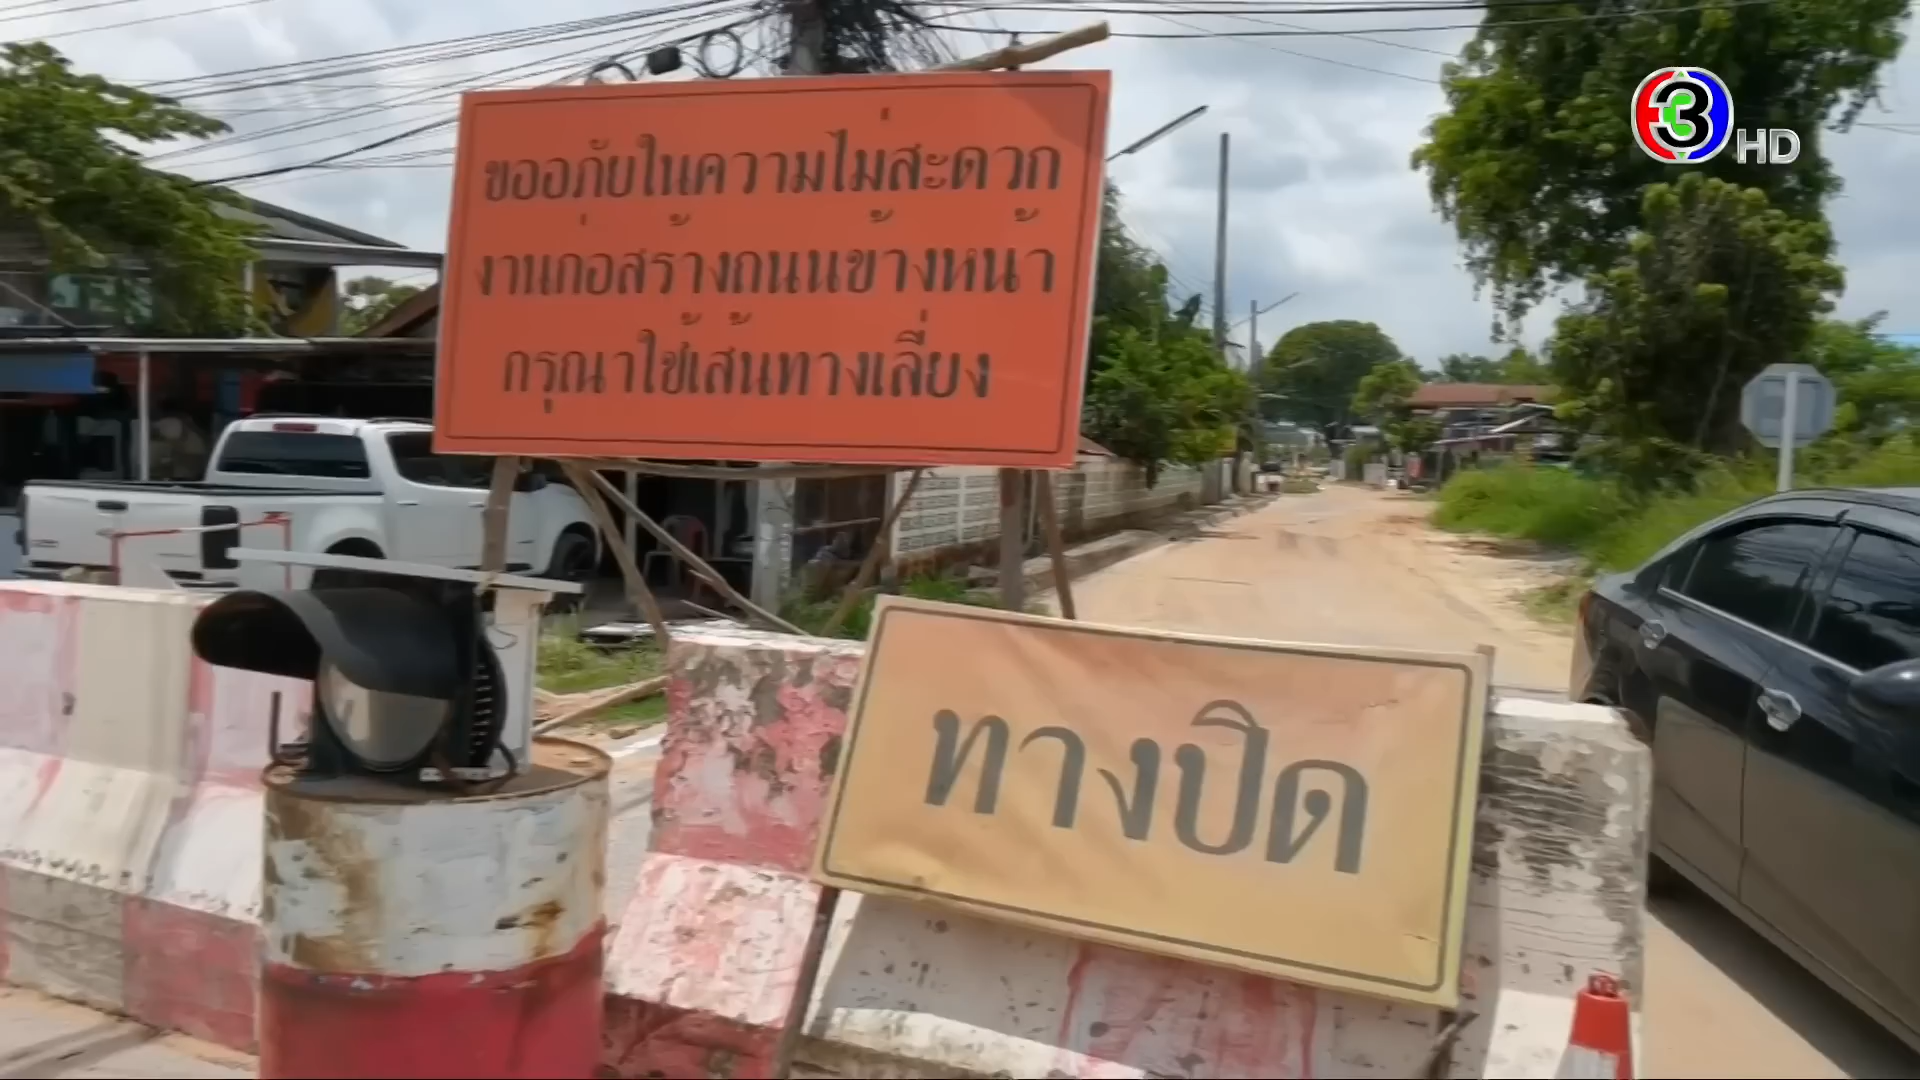 3 HD
ขออภัยในความไม่สะดวก
งานก่อสร้างถนนข้างหน้า
กรุณาใช้เส้นทางเลี่ยง
ทางปิด